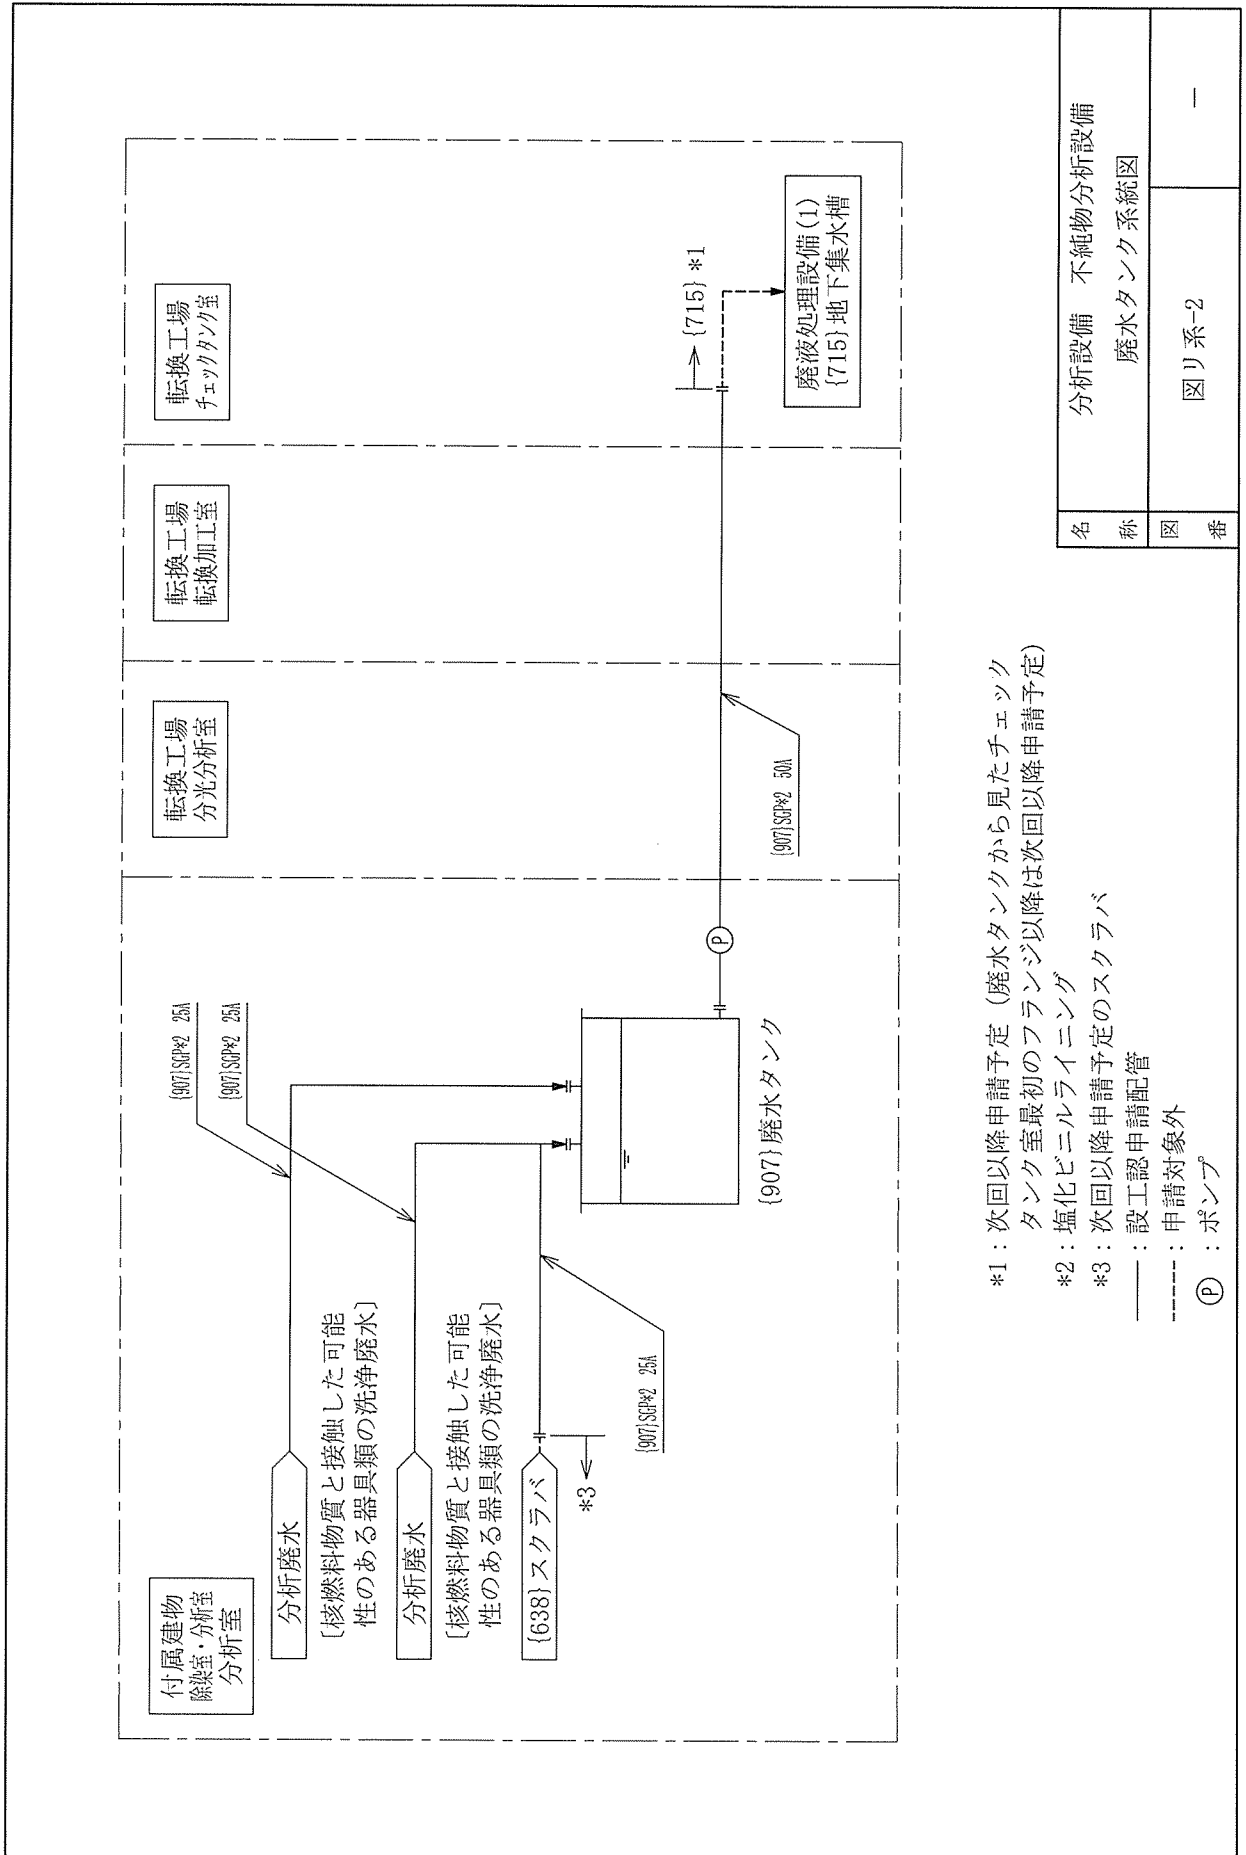 付属建物
除染室・分析室
分析室
転換工場
分光分析室
転換工場
転換加工室
転換工場
チェックタンク室
{907}SGP*2 25A
{907}SGP*2 25A
分析廃水
[核燃料物質と接触した可能
性のある器具類の洗浄廃水]
分析廃水
[核燃料物質と接触した可能
性のある器具類の洗浄廃水]
{638}スクラバ
*3
{907}SGP*2 25A
{907}廃水タンク
P
{907}SGP*2 50A
{715} *1
廃液処理設備(1)
{715}地下集水槽
*1：次回以降申請予定（廃水タンクから見たチェック
タンク室最初のフランジ以降は次回以降申請予定）
*2：塩化ビニルライニング
*3：次回以降申請予定のスクラバ
——：設工認申請配管
-----：申請対象外
Ⓟ：ポンプ
名称
分析設備 不純物分析設備
廃水タンク系統図
図番
図リ系-2
—